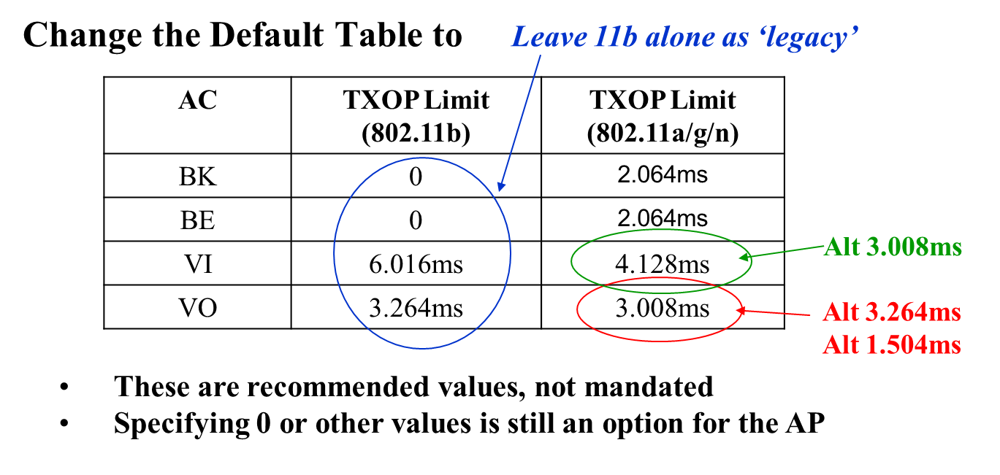 Change the Default Table to
Leave 11b alone as ‘legacy’
AC
TXOP Limit
(802.11b)
TXOP Limit
(802.11a/g/n)
BK
0
2.064ms
BE
0
2.064ms
VI
6.016ms
4.128ms
Alt 3.008ms
VO
3.264ms
3.008ms
Alt 3.264ms
Alt 1.504ms
• These are recommended values, not mandated
• Specifying 0 or other values is still an option for the AP